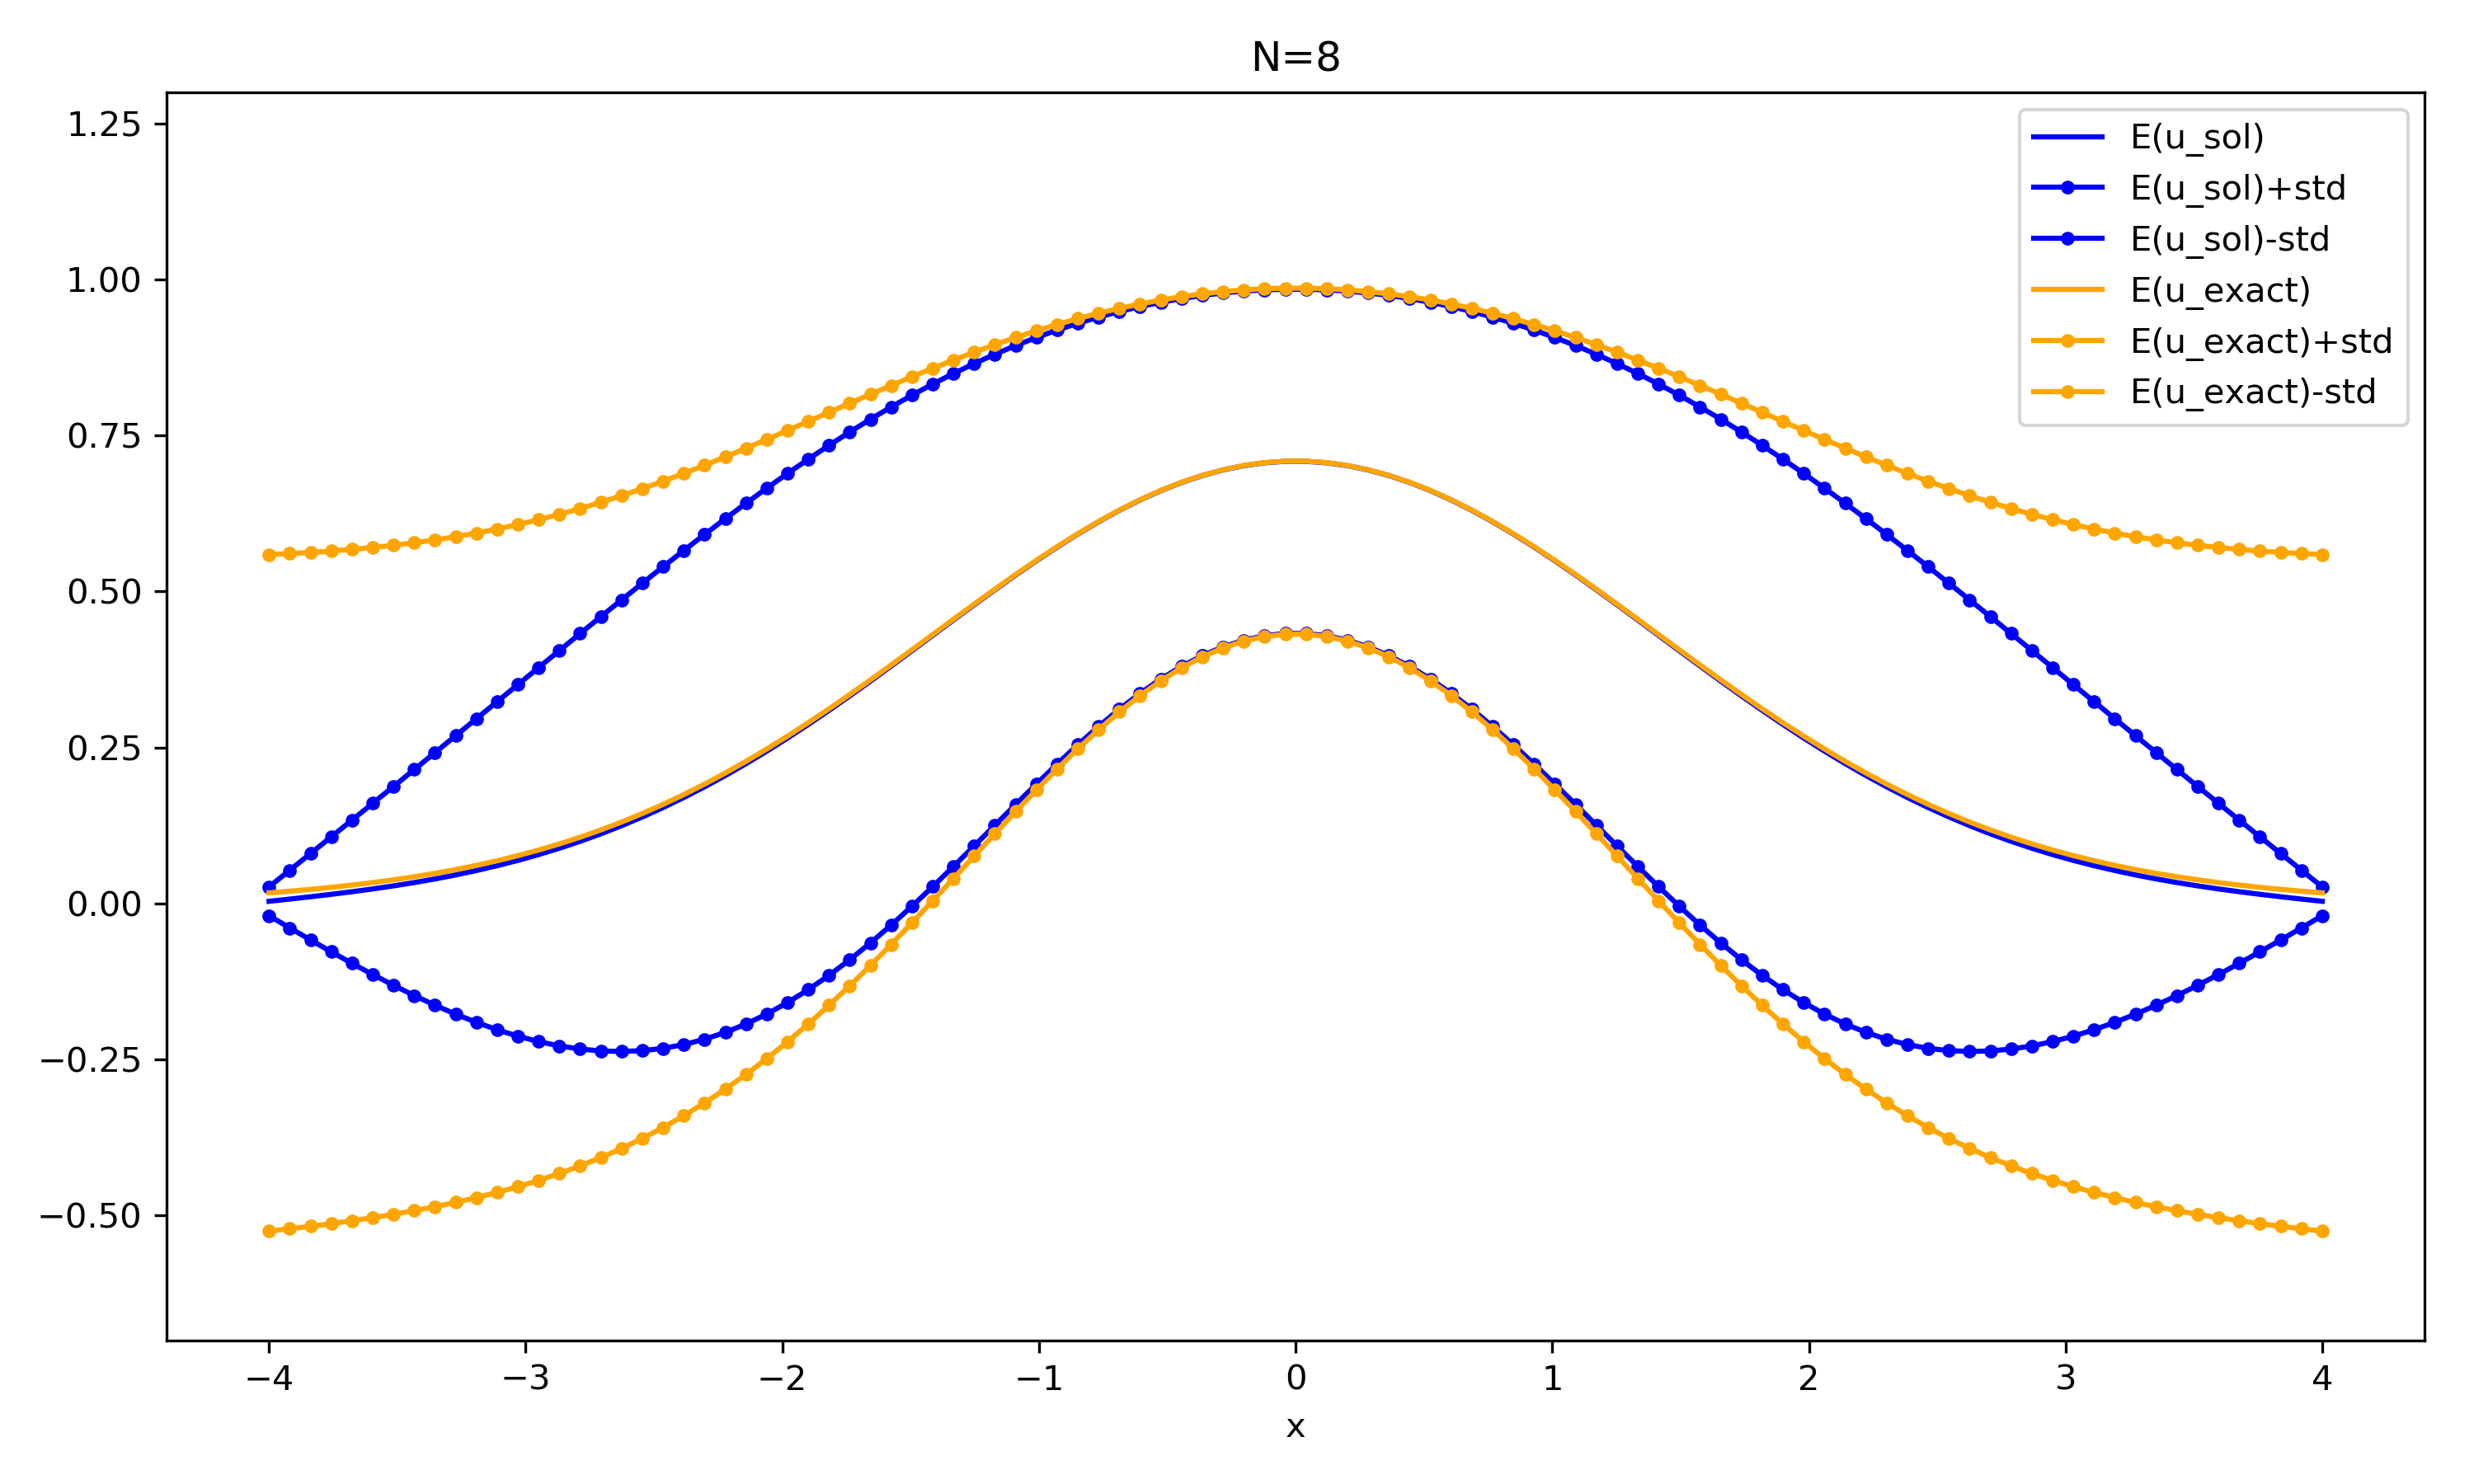 N=8
1.25
1.00
0.75
0.50
0.25
0.00
−0.25
−0.50
E(u_sol)
E(u_sol)+std
E(u_sol)-std
E(u_exact)
E(u_exact)+std
E(u_exact)-std
−4 −3 −2 −1 0 1 2 3 4
x